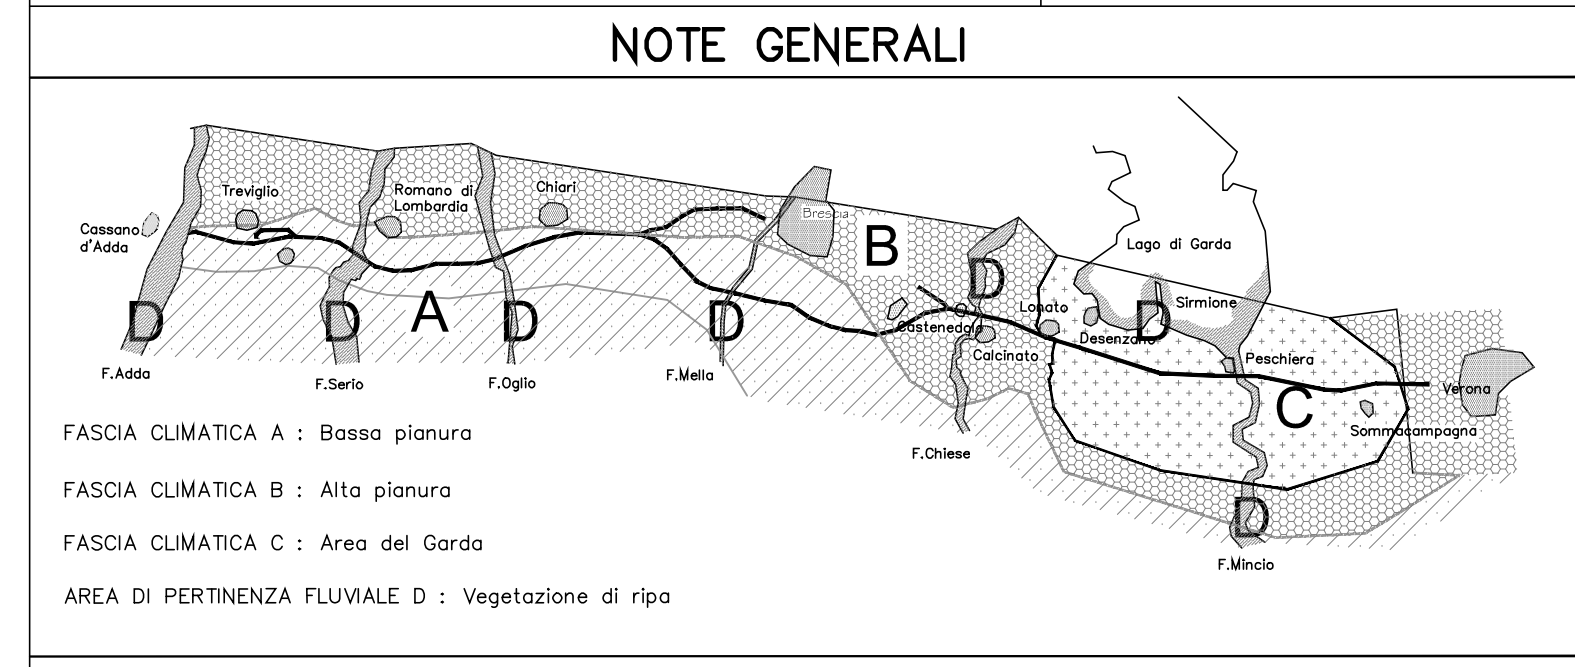 NOTE GENERALI
Treviglio
Romano di
Lombardia
Chiari
Brescia
Cassano
d'Adda
B
Lago di Garda
D
Lonato
Sirmione
D
A
D
D
D
D
Castenedolo
Desenzano
Calcinato
Peschiera
F.Adda
F.Serio
F.Oglio
F.Mella
Verona
C
Sommacampagna
F.Chiese
D
F.Mincio
FASCIA CLIMATICA A : Bassa pianura
FASCIA CLIMATICA B : Alta pianura
FASCIA CLIMATICA C : Area del Garda
AREA DI PERTINENZA FLUVIALE D : Vegetazione di ripa